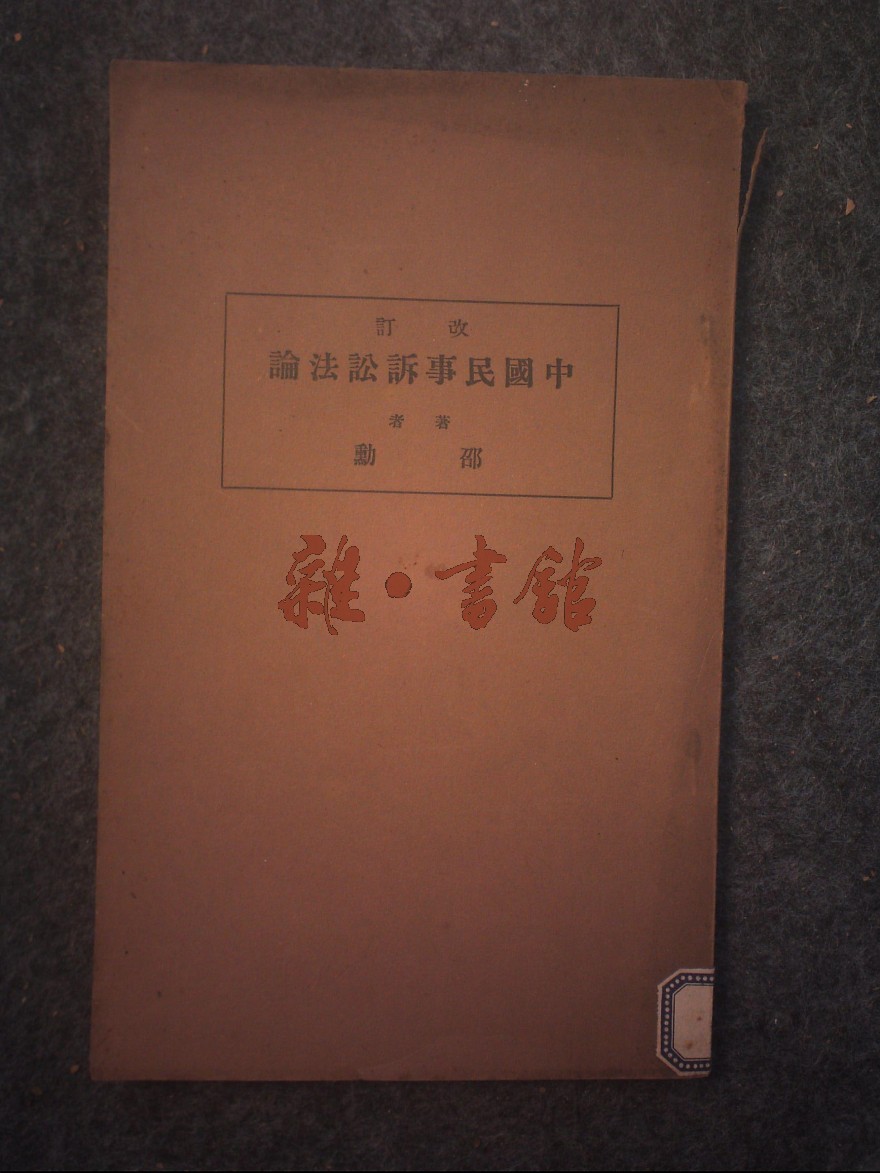 改訂
中國民事訴訟法論
著者
邵勳
雜·書館